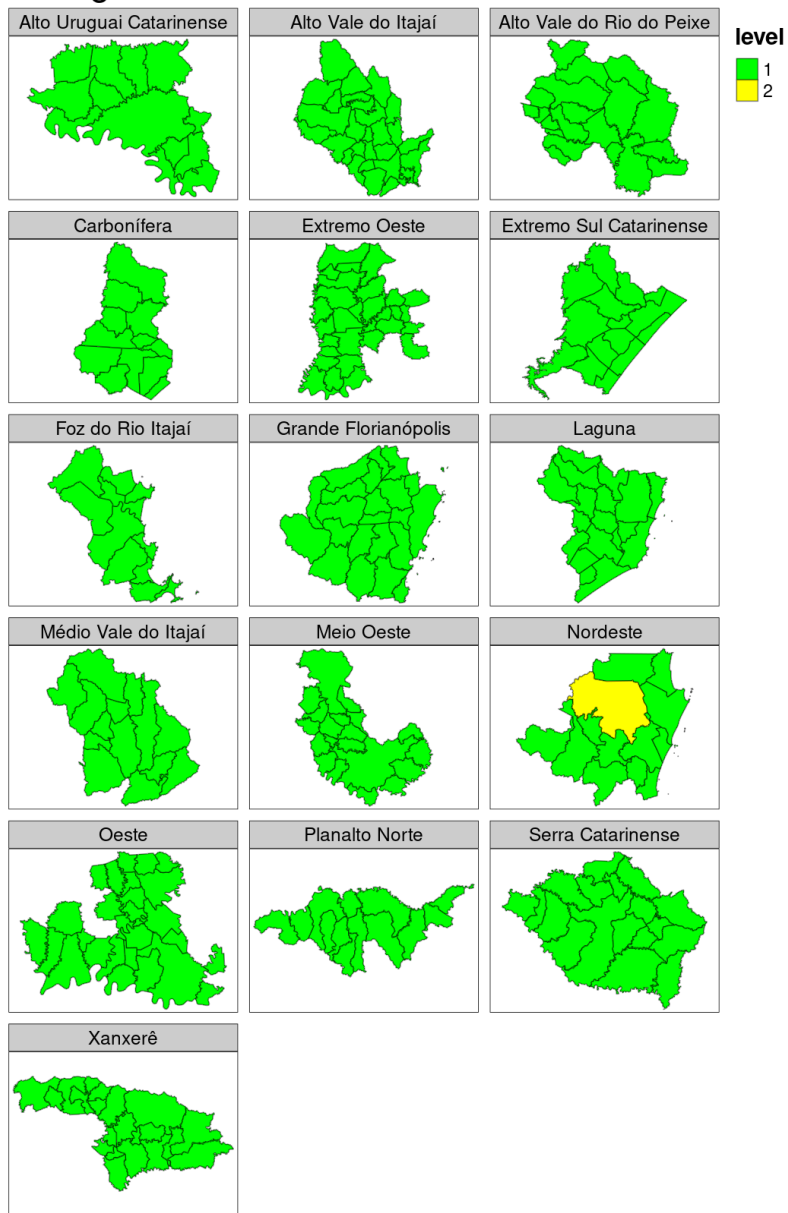 Alto Uruguai Catarinense
Alto Vale do Itajaí
Alto Vale do Rio do Peixe
level
1
2
Carbonífera
Extremo Oeste
Extremo Sul Catarinense
Foz do Rio Itajaí
Grande Florianópolis
Laguna
Médio Vale do Itajaí
Meio Oeste
Nordeste
Oeste
Planalto Norte
Serra Catarinense
Xanxerê